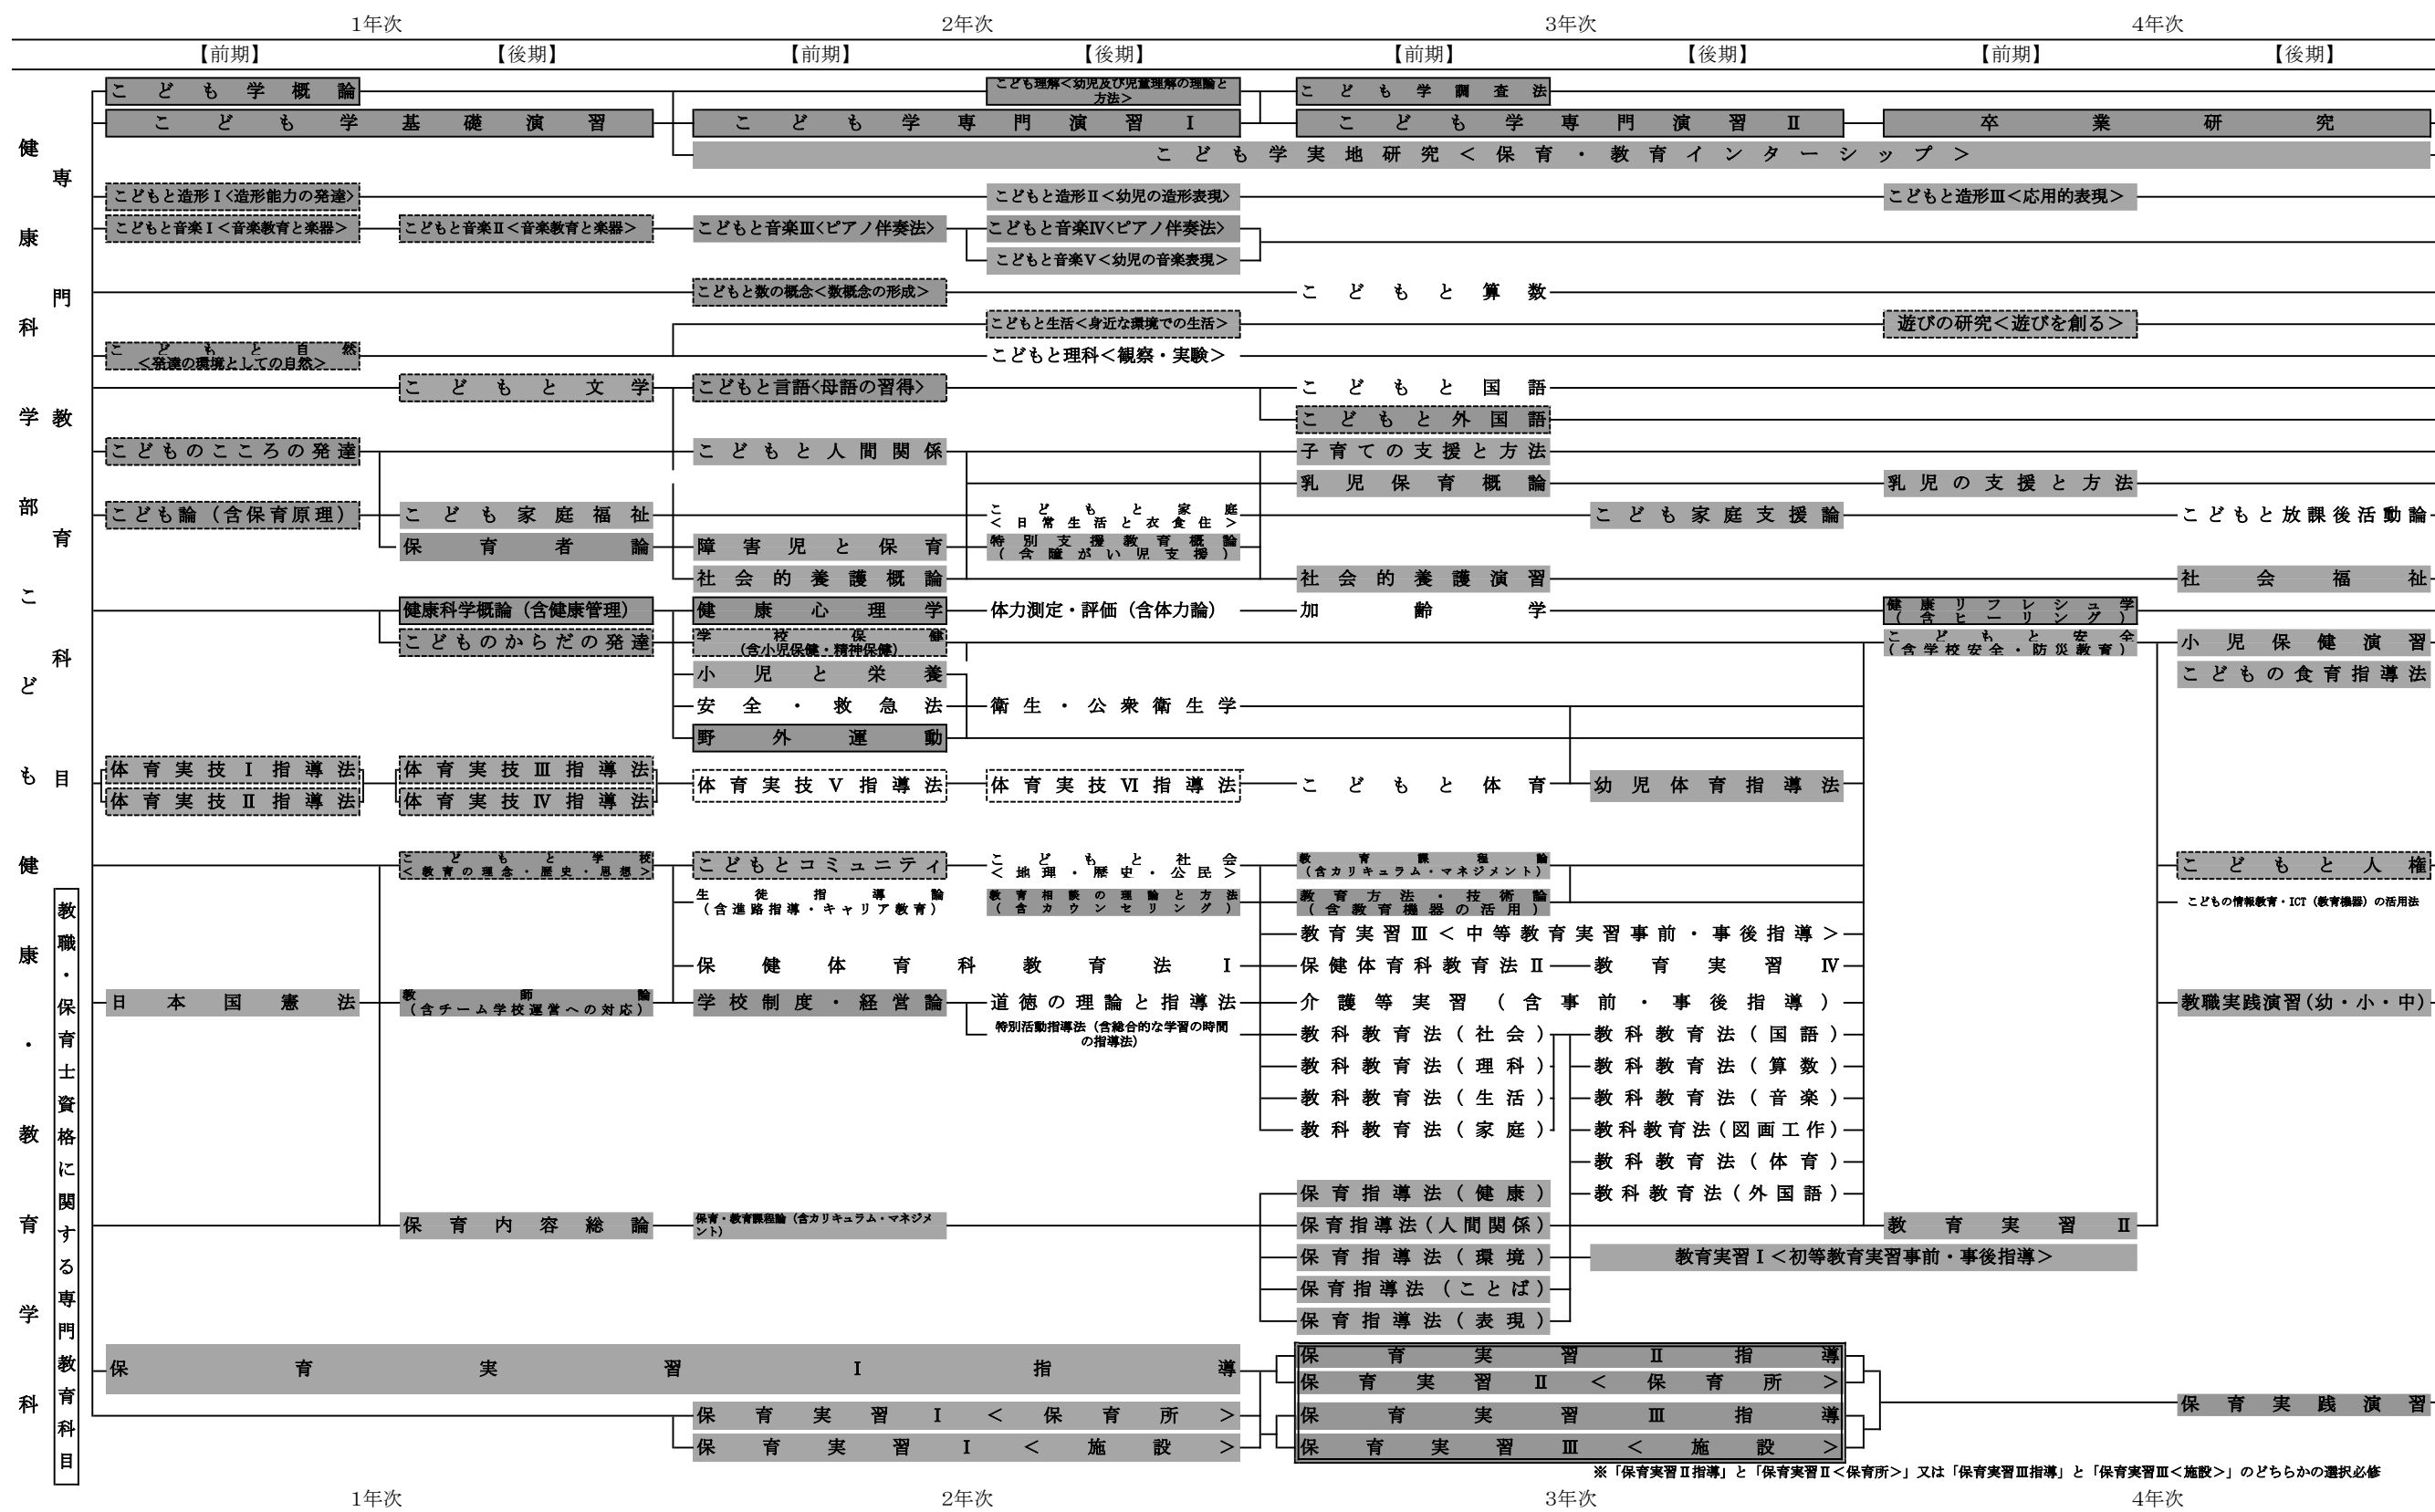 1年次 2年次 3年次 4年次
【前期】 【後期】 【前期】 【後期】 【前期】 【後期】 【前期】 【後期】
健康科学部こども健康・教育学科
専門教育科目
教職・保育士資格に関する専門教育科目
こども学概論 こども理解<幼児及び児童理解の理論と
方法> こども学調査法
こども学基礎演習 こども学専門演習Ⅰ こども学専門演習Ⅱ 卒業研究
こども学実地研究<保育・教育インターシップ>
こどもと造形Ⅰ<造形能力の発達> こどもと造形Ⅱ<幼児の造形表現> こどもと造形Ⅲ<応用的表現>
こどもと音楽Ⅰ<音楽教育と楽器> こどもと音楽Ⅱ<音楽教育と楽器> こどもと音楽Ⅲ<ピアノ伴奏法> こどもと音楽Ⅳ<ピアノ伴奏法>
こどもと音楽Ⅴ<幼児の音楽表現>
こどもと数の概念<数概念の形成> こどもと算数
こどもと生活<身近な環境での生活> 遊びの研究<遊びを創る>
こどもと自然
<発達の環境としての自然> こどもと理科<観察・実験>
こどもと文学 こどもと言語<母語の習得> こどもと国語
こどもと外国語
こどものこころの発達 こどもと人間関係 子育ての支援と方法
乳児保育概論 乳児の支援と方法
こども論（含保育原理） こども家庭福祉 こどもと家庭
<日常生活と衣食住> こども家庭支援論 こどもと放課後活動論
保育者論 障害児と保育 特別支援教育概論
（含障がい児支援）
社会的養護概論 社会的養護演習 社会福祉
健康科学概論（含健康管理） 健康心理学 体力測定・評価（含体力論） 加齢学 健康リフレシュ学
（含ヒーリング）
こどものからだの発達 学校保健
（含小児保健・精神保健） こどもと安全
（含学校安全・防災教育） 小児保健演習
小児と栄養 こどもの食育指導法
安全・救急法 衛生・公衆衛生学
野外運動
体育実技Ⅰ指導法 体育実技Ⅲ指導法
体育実技Ⅴ指導法 体育実技Ⅵ指導法 こどもと体育 幼児体育指導法
体育実技Ⅱ指導法 体育実技Ⅳ指導法
こどもと学校
<教育の理念・歴史・思想> こどもとコミュニティ こどもと社会
<地理・歴史・公民> 教育課程論
（含カリキュラム・マネジメント） こどもと人権
生徒指導論
（含進路指導・キャリア教育） 教育相談の理論と方法
（含カウンセリング） 教育方法・技術論
（含教育機器の活用） こどもの情報教育・ICT（教育機器）の活用法
教育実習Ⅲ<中等教育実習事前・事後指導>
保健体育科教育法Ⅰ 保健体育科教育法Ⅱ 教育実習Ⅳ
日本国憲法 教師論
（含チーム学校運営への対応） 学校制度・経営論 道徳の理論と指導法 介護等実習（含事前・事後指導） 教職実践演習(幼・小・中)
特別活動指導法（含総合的な学習の時間
の指導法） 教科教育法（社会） 教科教育法（国語）
教科教育法（理科） 教科教育法（算数）
教科教育法（生活） 教科教育法（音楽）
教科教育法（家庭） 教科教育法(図画工作)
教科教育法（体育）
保育指導法（健康） 教科教育法（外国語）
保育内容総論 保育・教育課程論（含カリキュラム・マネジメ
ント） 保育指導法(人間関係) 教育実習Ⅱ
保育指導法（環境） 教育実習Ⅰ<初等教育実習事前・事後指導>
保育指導法（ことば）
保育指導法（表現）
保育実習Ⅰ指導 保育実習Ⅱ指導
保育実習Ⅱ<保育所>
保育実習Ⅰ<保育所> 保育実習Ⅲ指導 保育実践演習
保育実習Ⅰ<施設> 保育実習Ⅲ<施設>
※「保育実習Ⅱ指導」と「保育実習Ⅱ<保育所>」又は「保育実習Ⅲ指導」と「保育実習Ⅲ<施設>」のどちらかの選択必修
1年次 2年次 3年次 4年次